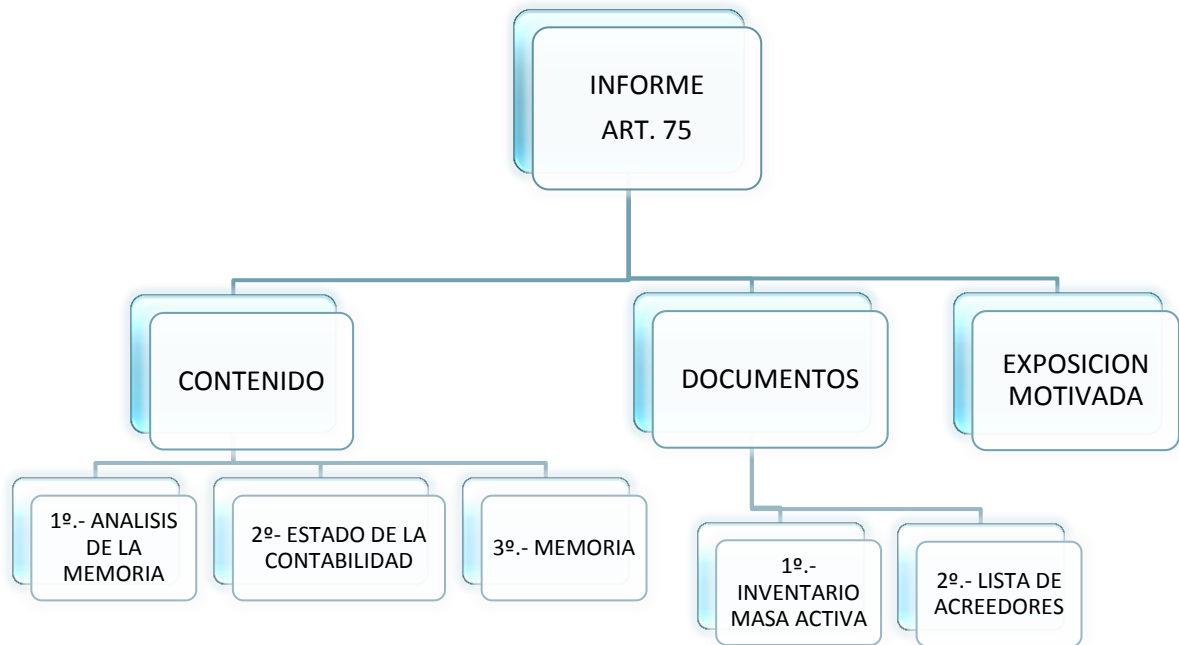 INFORME
ART. 75
CONTENIDO
DOCUMENTOS
EXPOSICION
MOTIVADA
1º.- ANALISIS
DE LA
MEMORIA
2º- ESTADO DE LA
CONTABILIDAD
3º.- MEMORIA
1º.-
INVENTARIO
MASA ACTIVA
2º.- LISTA DE
ACREEDORES